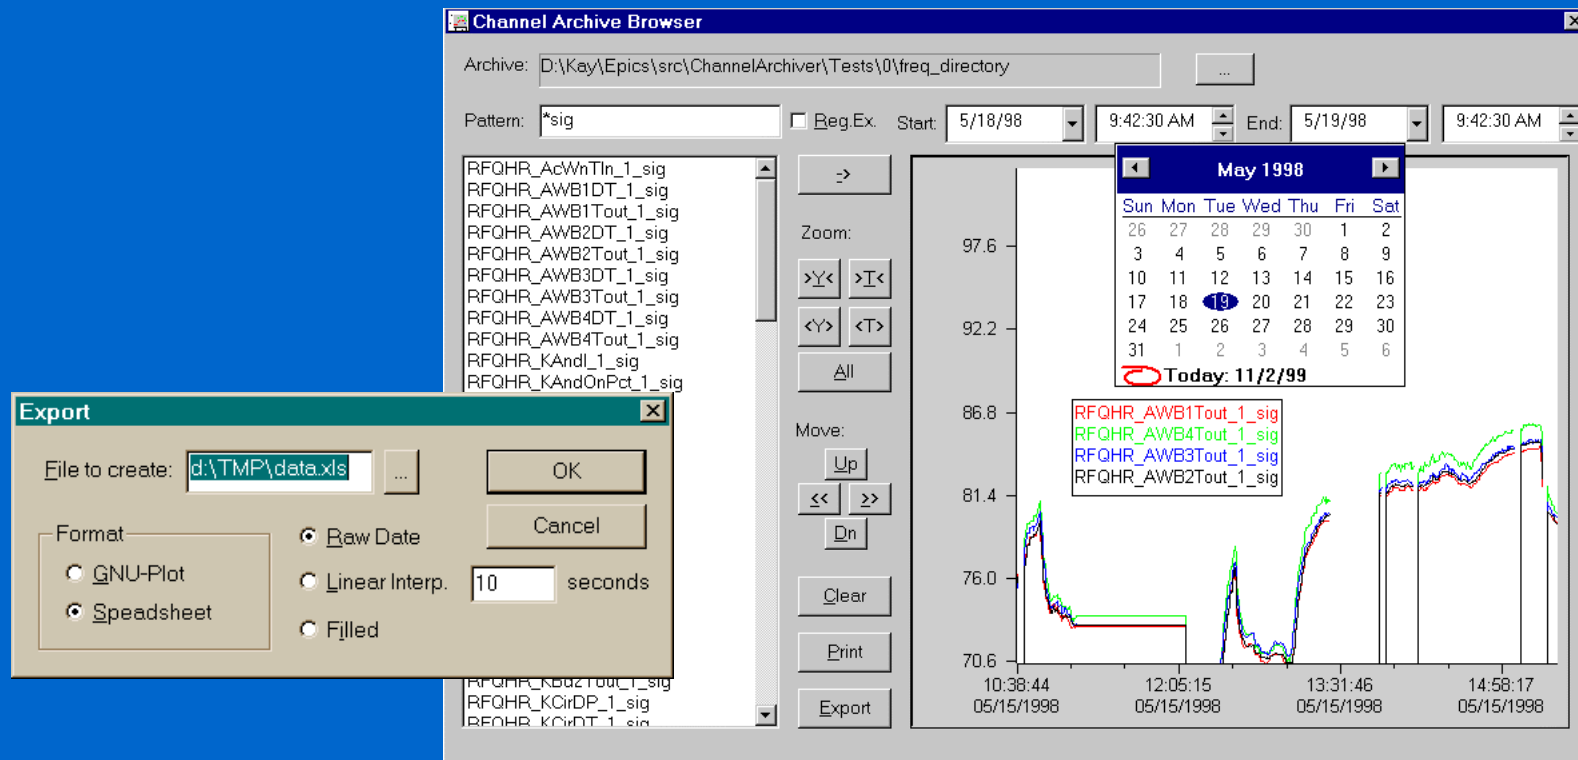 Channel Archive Browser
Archive: D:\Kay\Epics\src\ChannelArchiver\Tests\0\freq_directory ...
Pattern: *sig Reg.Ex. Start: 5/18/98 9:42:30 AM End: 5/19/98 9:42:30 AM
RFQHR_AcWnTln_1_sig
RFQHR_AWB1DT_1_sig
RFQHR_AWB1Tout_1_sig
RFQHR_AWB2DT_1_sig
RFQHR_AWB2Tout_1_sig
RFQHR_AWB3DT_1_sig
RFQHR_AWB3Tout_1_sig
RFQHR_AWB4DT_1_sig
RFQHR_AWB4Tout_1_sig
RFQHR_KAndI_1_sig
RFQHR_KAndOnPct_1_sig
RFQHR_KBd2Tout_1_sig
RFQHR_KCirDP_1_sig
RFQHR_KCirDT_1_sig
=>
Zoom:
>Y< >T<
<Y> <T>
All
Move:
Up
<< >>
Dn
Clear
Print
Export
May 1998
Sun Mon Tue Wed Thu Fri Sat
26 27 28 29 30 1 2
3 4 5 6 7 8 9
10 11 12 13 14 15 16
17 18 19 20 21 22 23
24 25 26 27 28 29 30
31 1 2 3 4 5 6
Today: 11/2/99
97.6
92.2
86.8
81.4
76.0
70.6
RFQHR_AWB1Tout_1_sig
RFQHR_AWB4Tout_1_sig
RFQHR_AWB3Tout_1_sig
RFQHR_AWB2Tout_1_sig
10:38:44 12:05:15 13:31:46 14:58:17
05/15/1998 05/15/1998 05/15/1998 05/15/1998
Export
File to create: d:\TMP\data.xls ... OK
Cancel
Format
GNU-Plot
Speadsheet
Raw Date
Linear Interp. 10 seconds
Filled